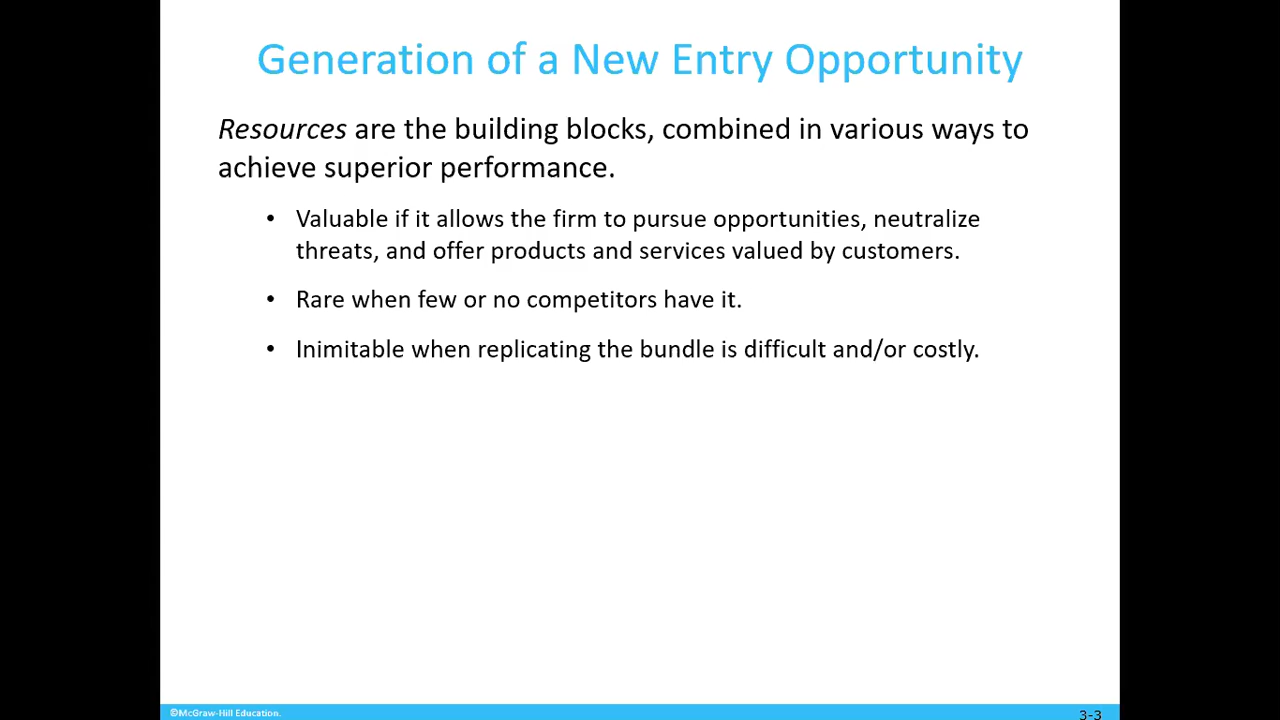 Generation of a New Entry Opportunity
Resources are the building blocks, combined in various ways to
achieve superior performance.
• Valuable if it allows the firm to pursue opportunities, neutralize
threats, and offer products and services valued by customers.
• Rare when few or no competitors have it.
• Inimitable when replicating the bundle is difficult and/or costly.
©McGraw-Hill Education.
3-3